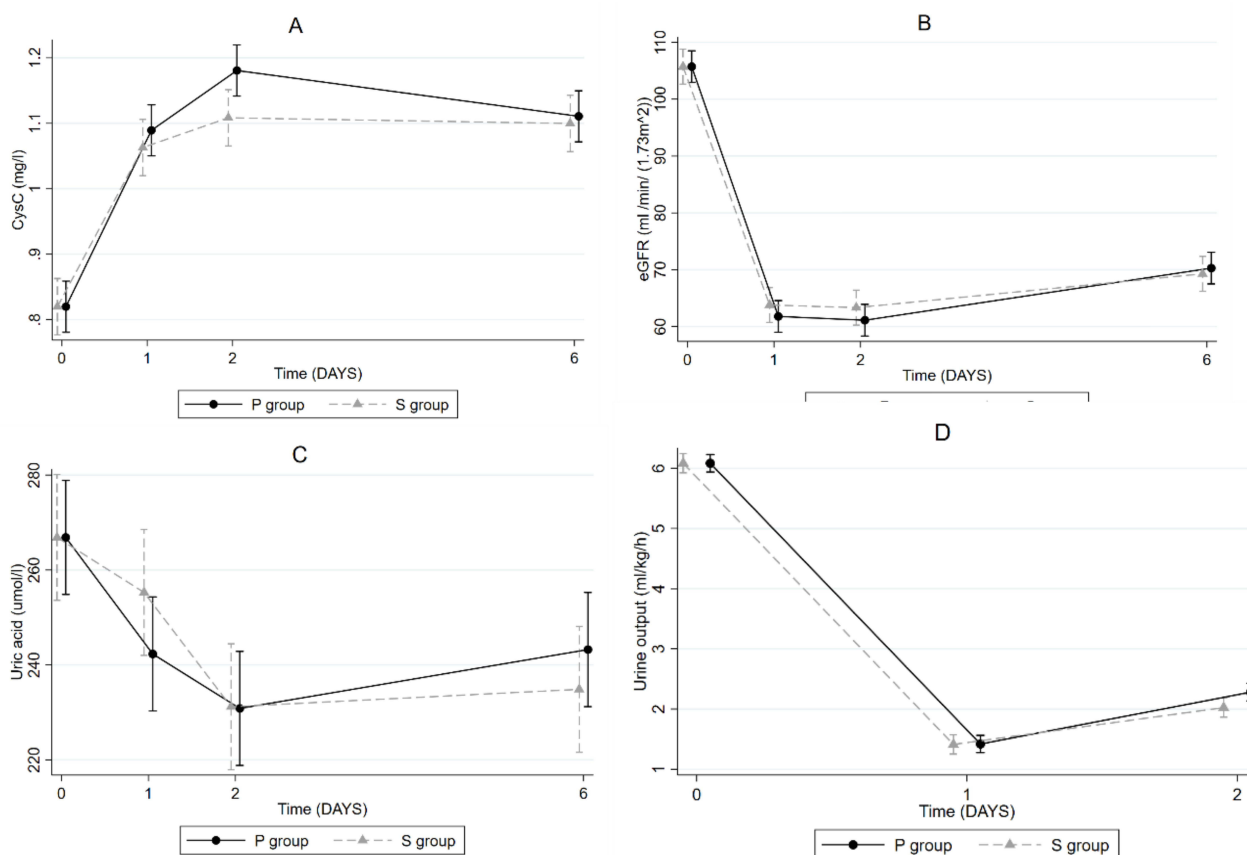 A
CysC (mg/l)
1.2
1.1
1
.9
.8
0 1 2 6
Time (DAYS)
P group S group
B
eGFR (ml /min/ (1.73m^2))
110
100
90
80
70
60
0 1 2 6
Time (DAYS)
C
Uric acid (umol/l)
280
260
240
220
0 1 2 6
Time (DAYS)
P group S group
D
Urine output (ml/kg/h)
6
5
4
3
2
1
0 1 2
Time (DAYS)
P group S group